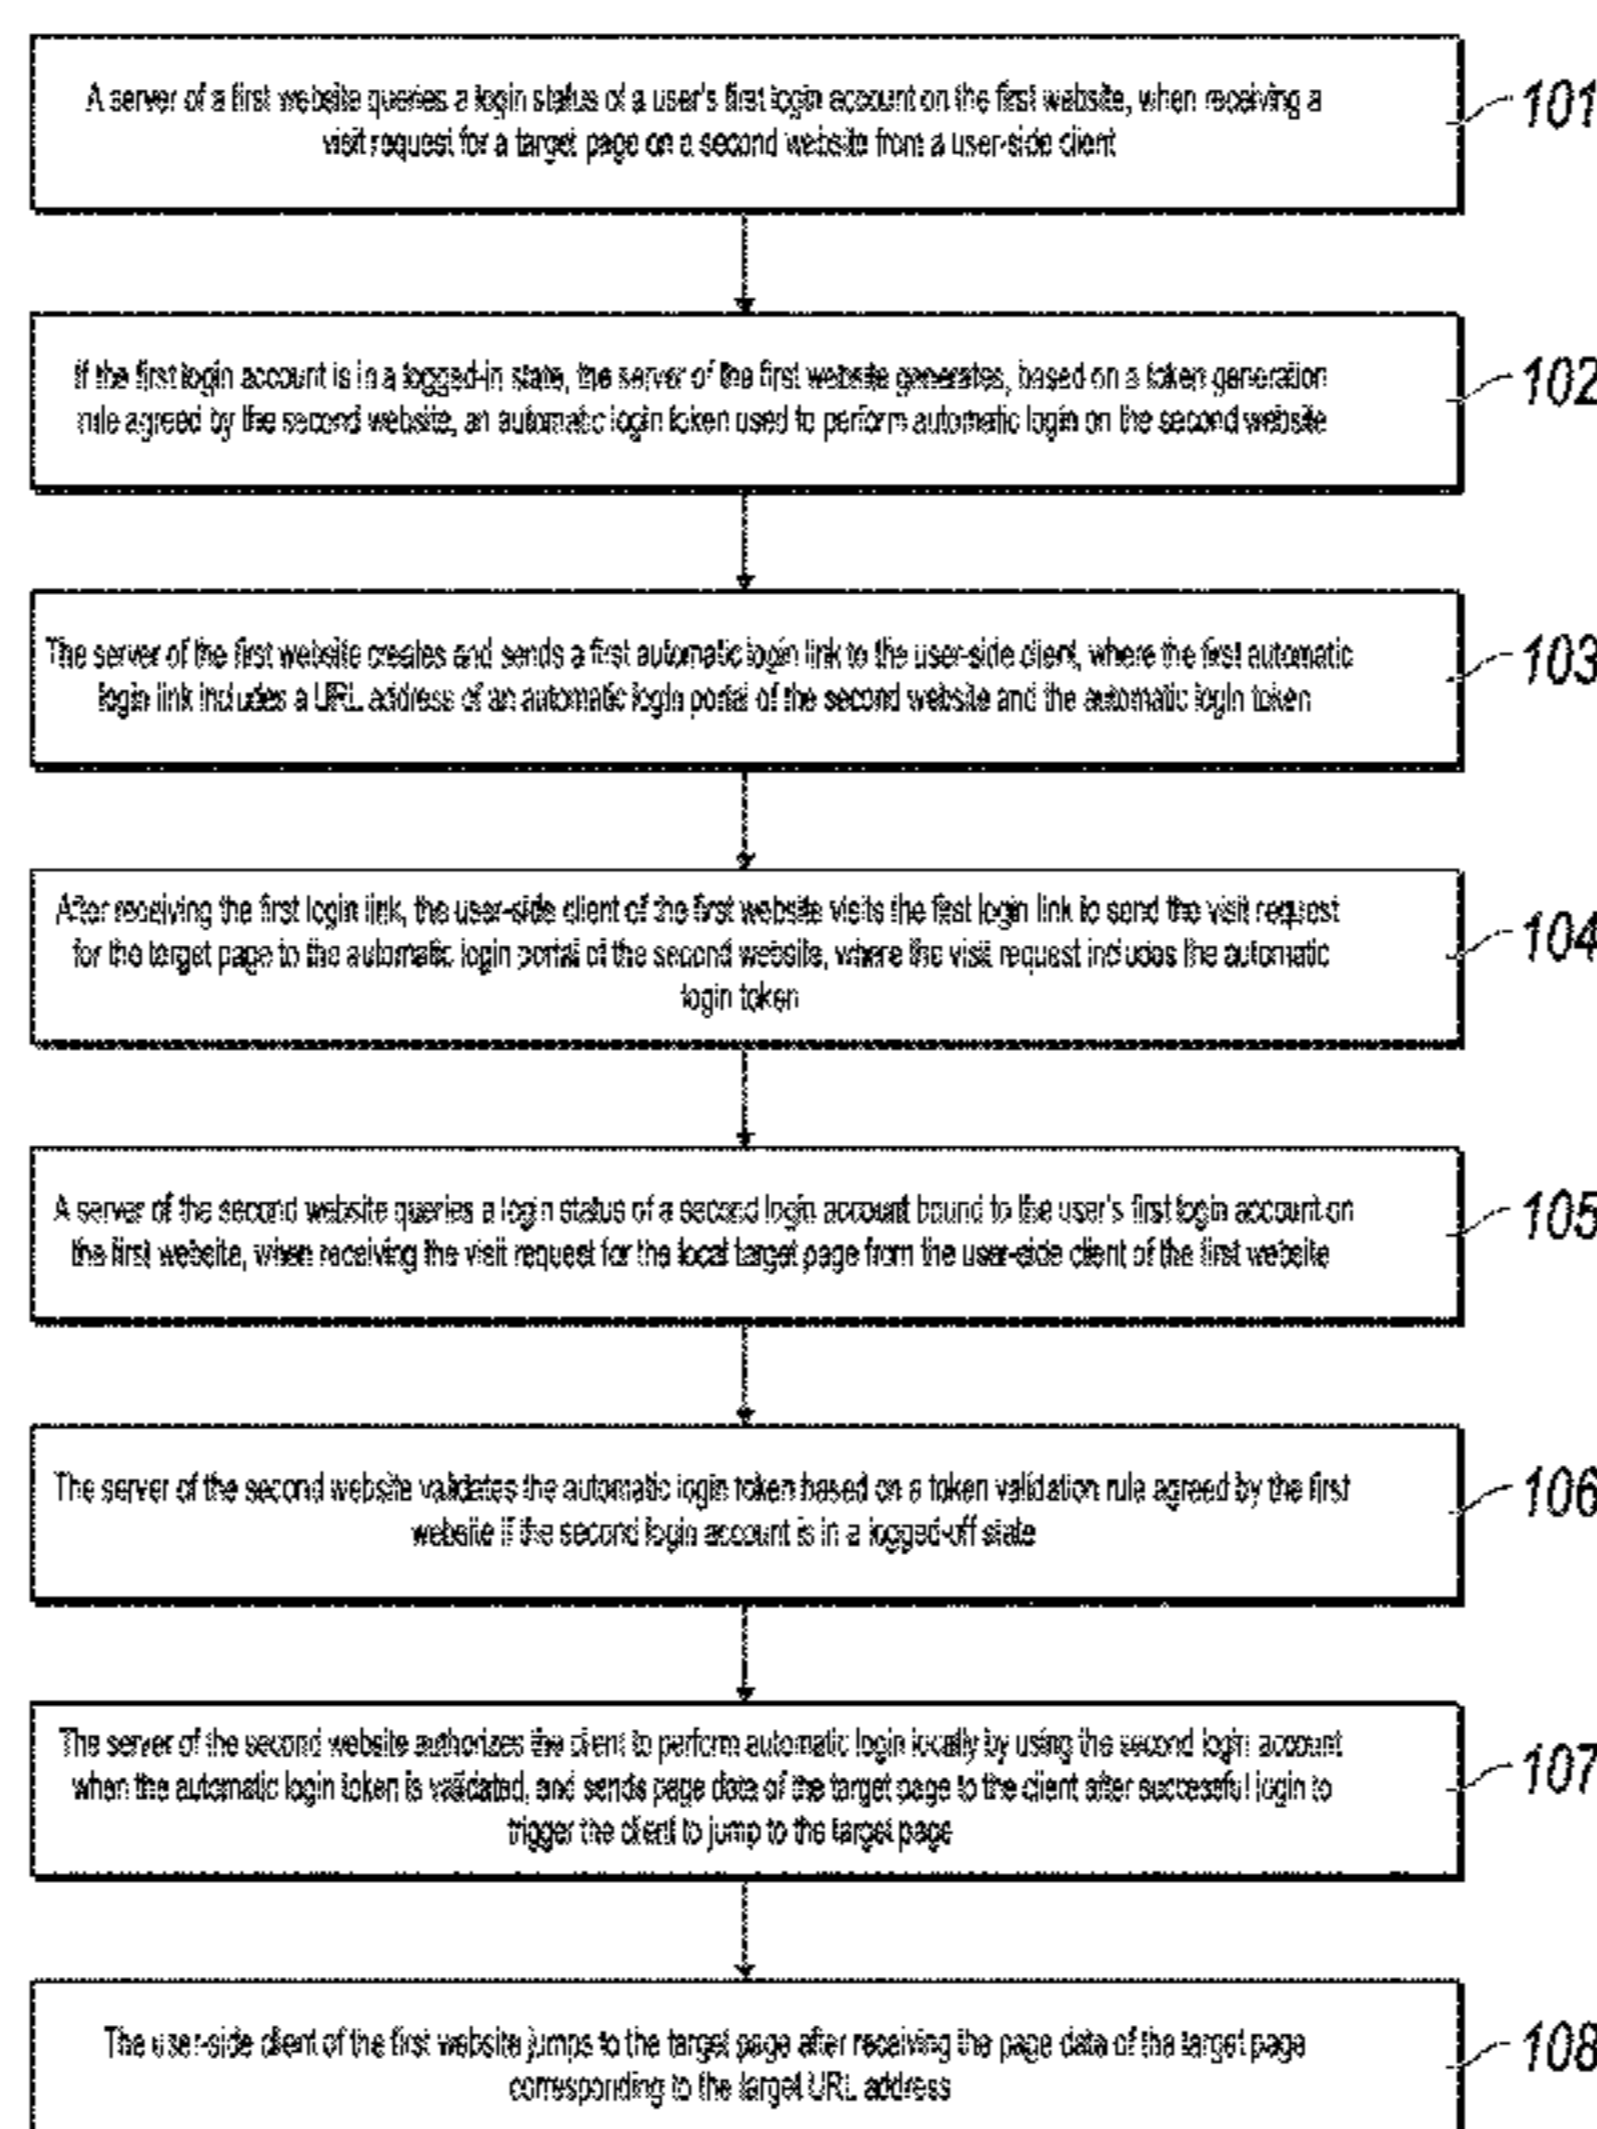 A server of a first website queries a login status of a user's first login account on the first website, when receiving a
visit request for a target page on a second website from a user-side client
101
If the first login account is in a logged-in state, the server of the first website generates, based on a token generation
rule agreed by the second website, an automatic login token used to perform automatic login on the second website
102
The server of the first website creates and sends a first automatic login link to the user-side client, where the first automatic
login link includes a URL address of an automatic login portal of the second website and the automatic login token
103
After receiving the first login link, the user-side client of the first website visits the first login link to send the visit request
for the target page to the automatic login portal of the second website, where the visit request includes the automatic
login token
104
A server of the second website queries a login status of a second login account bound to the user's first login account on
the first website, when receiving the visit request for the local target page from the user-side client of the first website
105
The server of the second website validates the automatic login token based on a token validation rule agreed by the first
website if the second login account is in a logged-off state
106
The server of the second website authorizes the client to perform automatic login locally by using the second login account
when the automatic login token is validated, and sends page data of the target page to the client after successful login to
trigger the client to jump to the target page
107
The user-side client of the first website jumps to the target page after receiving the page data of the target page
corresponding to the target URL address
108